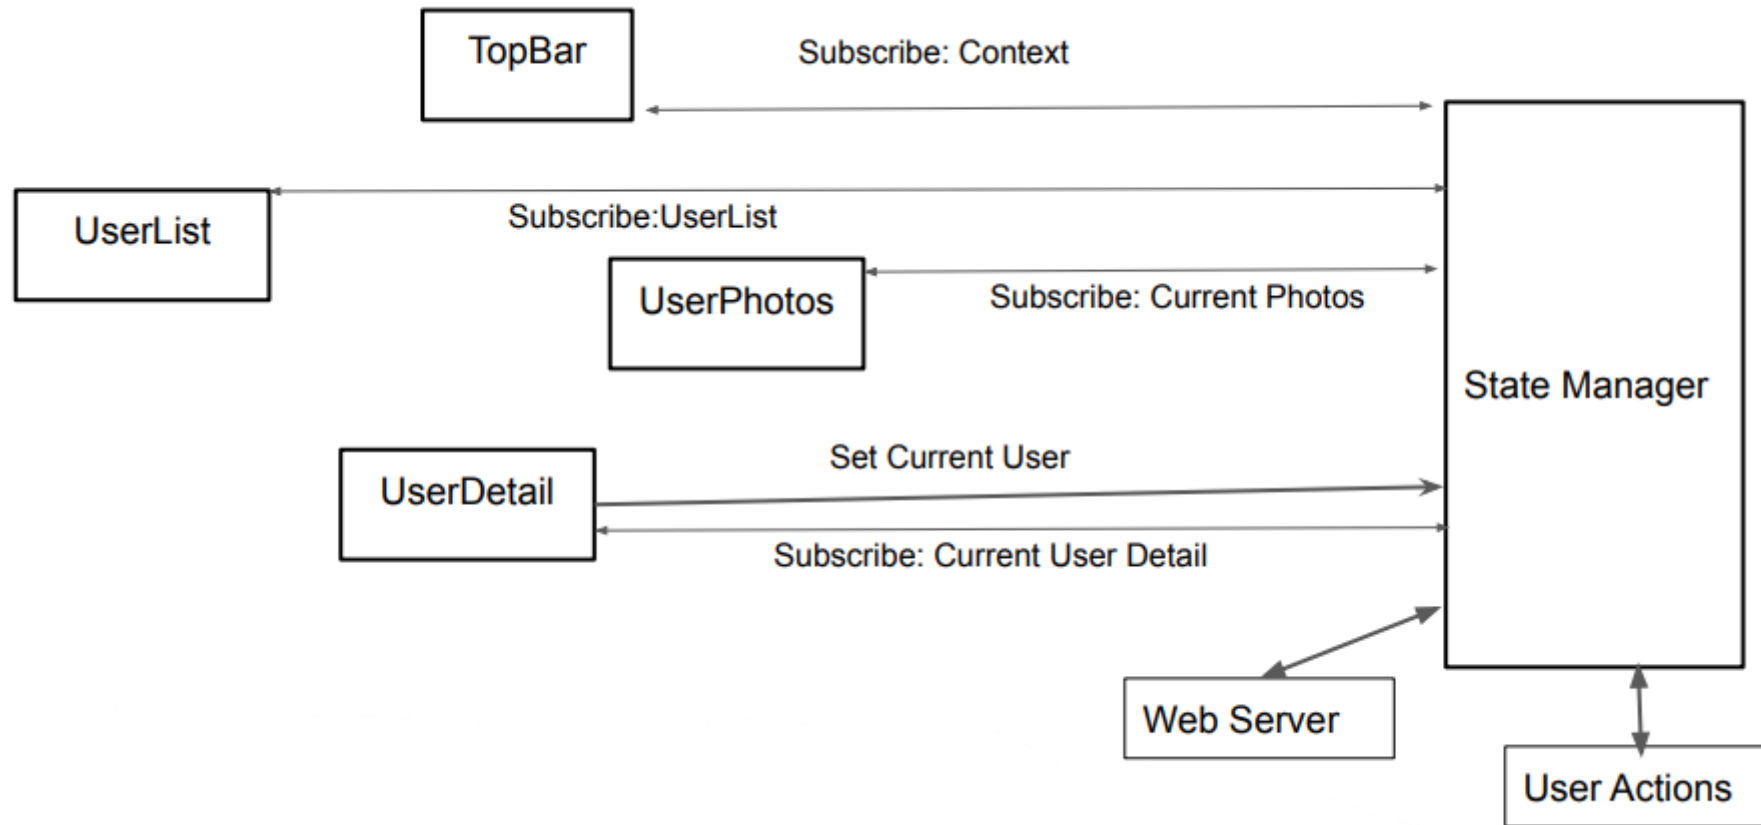 TopBar
Subscribe: Context
UserList
Subscribe:UserList
UserPhotos
Subscribe: Current Photos
State Manager
Set Current User
UserDetail
Subscribe: Current User Detail
Web Server
User Actions